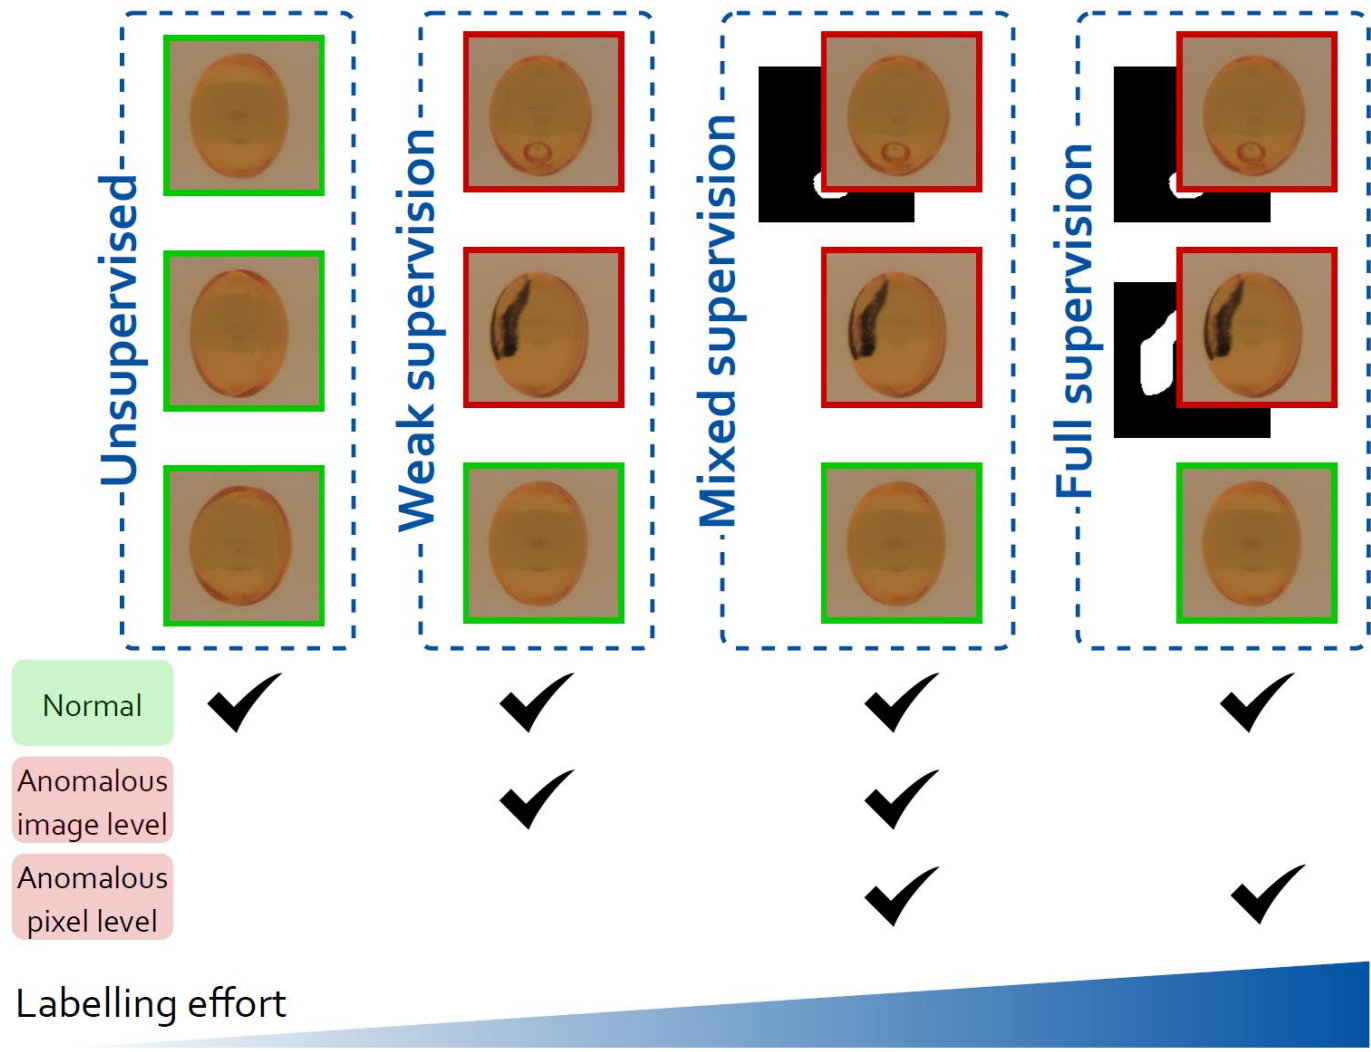 Unsupervised
Weak supervision
Mixed supervision
Full supervision
Normal
Anomalous
image level
Anomalous
pixel level
Labelling effort